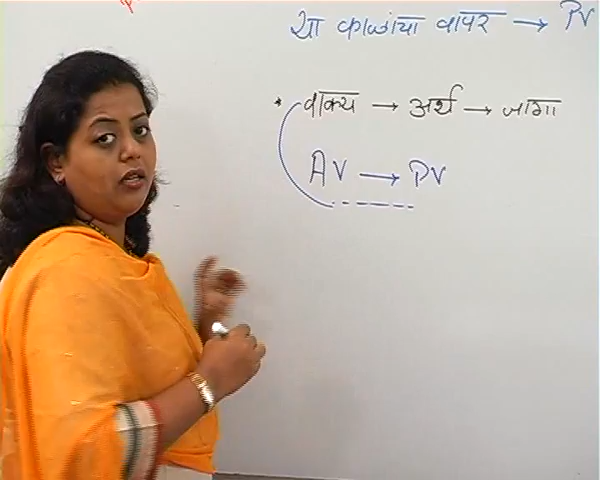 या काळांचा वापर → PV
* वाक्य → अर्थ → जागा
AV → PV